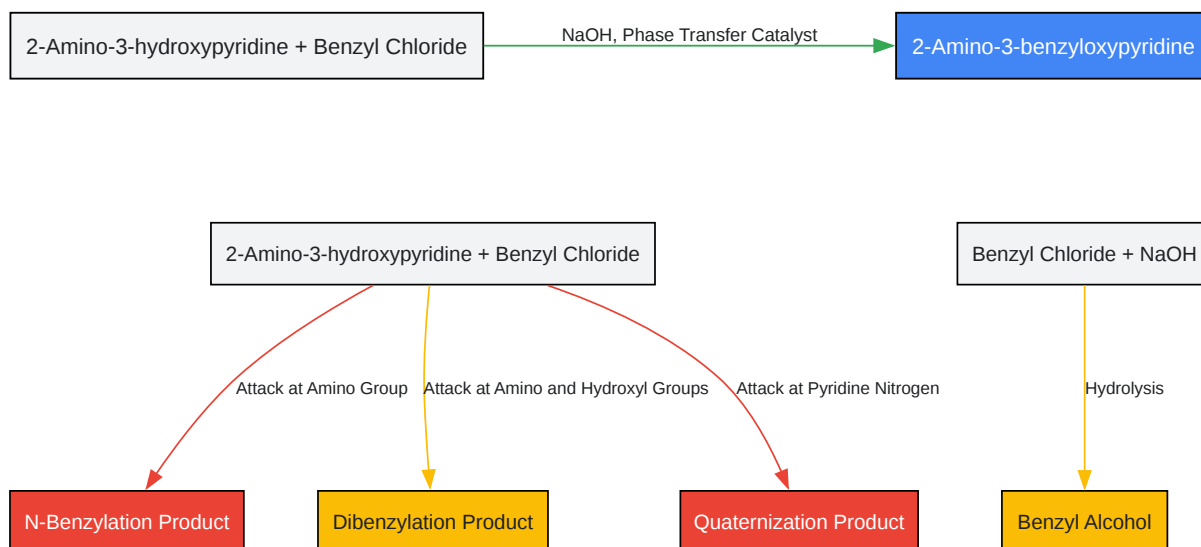 2-Amino-3-hydroxypyridine + Benzyl Chloride
NaOH, Phase Transfer Catalyst
2-Amino-3-benzyloxypyridine
2-Amino-3-hydroxypyridine + Benzyl Chloride
Benzyl Chloride + NaOH
Attack at Amino Group
Attack at Amino and Hydroxyl Groups
Attack at Pyridine Nitrogen
Hydrolysis
N-Benzylation Product
Dibenzylation Product
Quaternization Product
Benzyl Alcohol